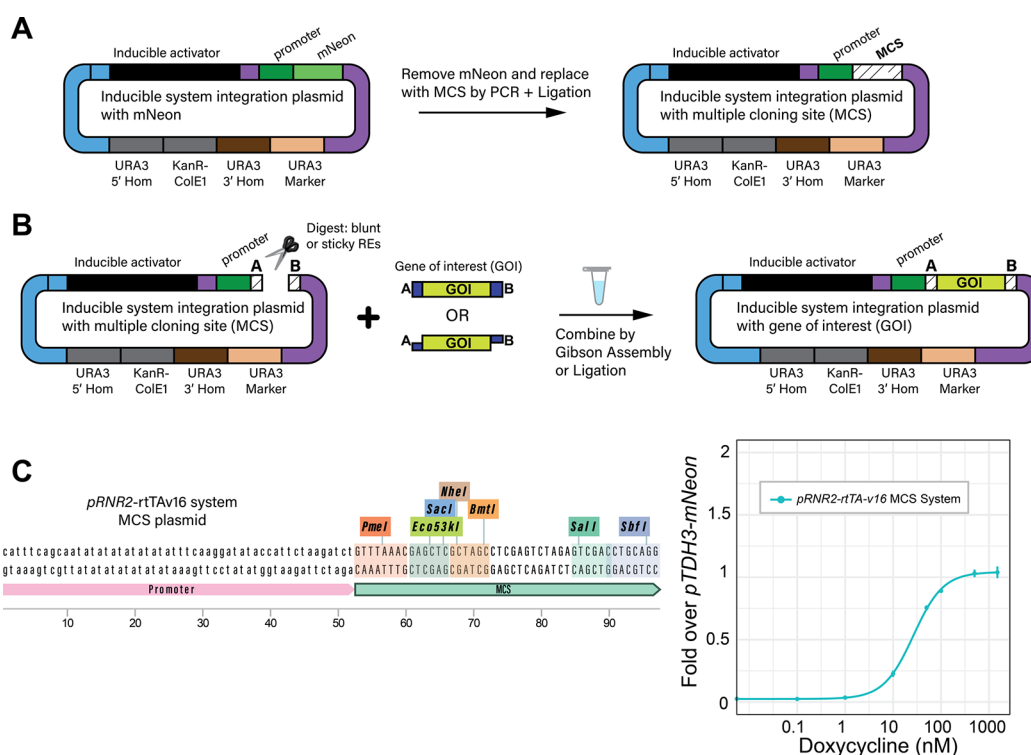 A
Inducible activator
promoter
mNeon
Inducible system integration plasmid
with mNeon
URA3
5′ Hom
KanR-
ColE1
URA3
3′ Hom
URA3
Marker
Remove mNeon and replace
with MCS by PCR + Ligation
Inducible activator
promoter
MCS
Inducible system integration plasmid
with multiple cloning site (MCS)
URA3
5′ Hom
KanR-
ColE1
URA3
3′ Hom
URA3
Marker
B
Digest: blunt
or sticky REs
Inducible activator
promoter
A
B
Inducible system integration plasmid
with multiple cloning site (MCS)
URA3
5′ Hom
KanR-
ColE1
URA3
3′ Hom
URA3
Marker
+
Gene of interest (GOI)
A GOI B
OR
A GOI B
Combine by
Gibson Assembly
or Ligation
Inducible activator
promoter
A
GOI
B
Inducible system integration plasmid
with gene of interest (GOI)
URA3
5′ Hom
KanR-
ColE1
URA3
3′ Hom
URA3
Marker
C
pRNR2-rtTAv16 system
MCS plasmid
NheI
SacI
BmtI
PmeI
Eco53kI
SalI
SbfI
catttcagcaatatatatatatatatttcaaggatataccattctaagatctGTTTAAACGAGCTCGCTAGCCTCGAGTCTAGAGTCGACCTGCAGG
gtaaagtcgttatatatatatataaagttcctatatggtaagattctagaCAAATTTGCTCGAGCGATCGGAGCTCAGATCTCAGCTGGACGTCC
Promoter
MCS
10 20 30 40 50 60 70 80 90
Fold over pTDH3-mNeon
2
1.5
1
0.5
0
pRNR2-rtTA-v16 MCS System
0.1 1 10 100 1000
Doxycycline (nM)